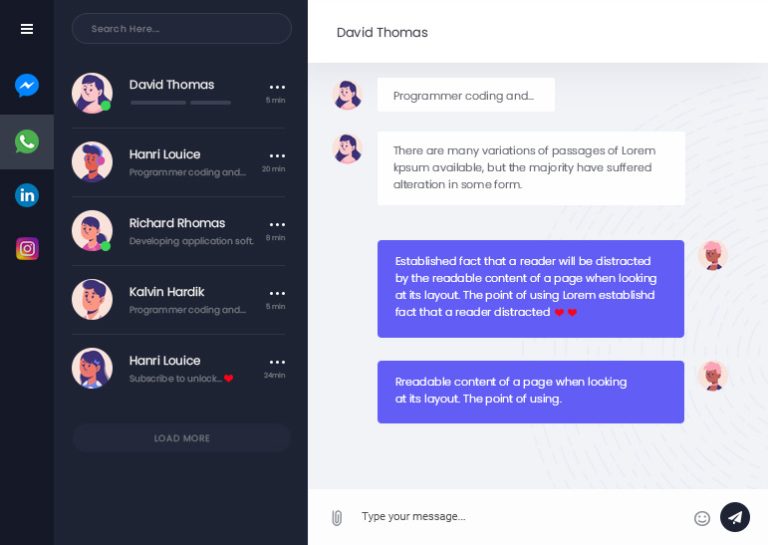 Search Here...
David Thomas
5 min
Hanri Louice
Programmer coding and...
20 min
Richard Rhomas
Developing application soft.
8 min
Kalvin Hardik
Programmer coding and...
5 min
Hanri Louice
Subscribe to unlock...
24min
LOAD MORE
David Thomas
Programmer coding and...
There are many variations of passages of Lorem
kpsum available, but the majority have suffered
alteration in some form.
Established fact that a reader will be distracted
by the readable content of a page when looking
at its layout. The point of using Lorem establishd
fact that a reader distracted
Rreadable content of a page when looking
at its layout. The point of using.
Type your message...